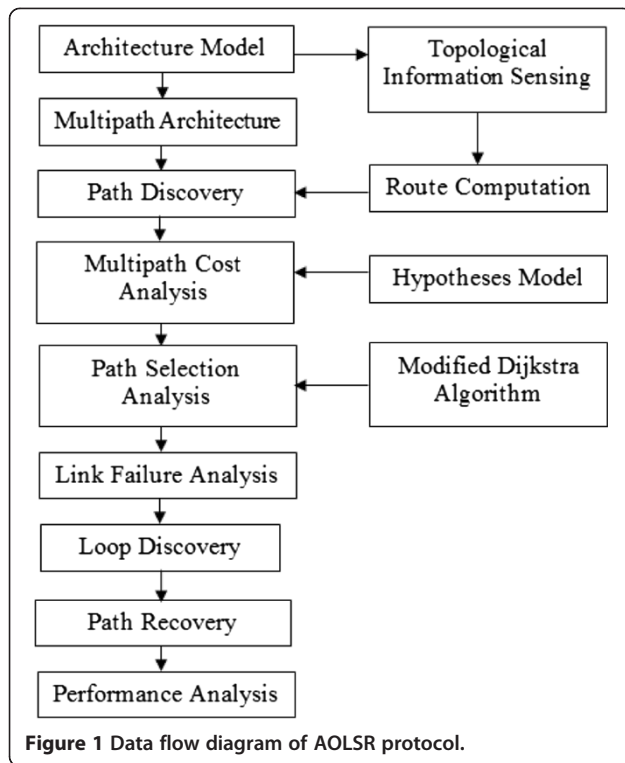 Architecture Model
Topological
Information Sensing
Multipath Architecture
Path Discovery
Route Computation
Multipath Cost
Analysis
Hypotheses Model
Path Selection
Analysis
Modified Dijkstra
Algorithm
Link Failure Analysis
Loop Discovery
Path Recovery
Performance Analysis
Figure 1 Data flow diagram of AOLSR protocol.